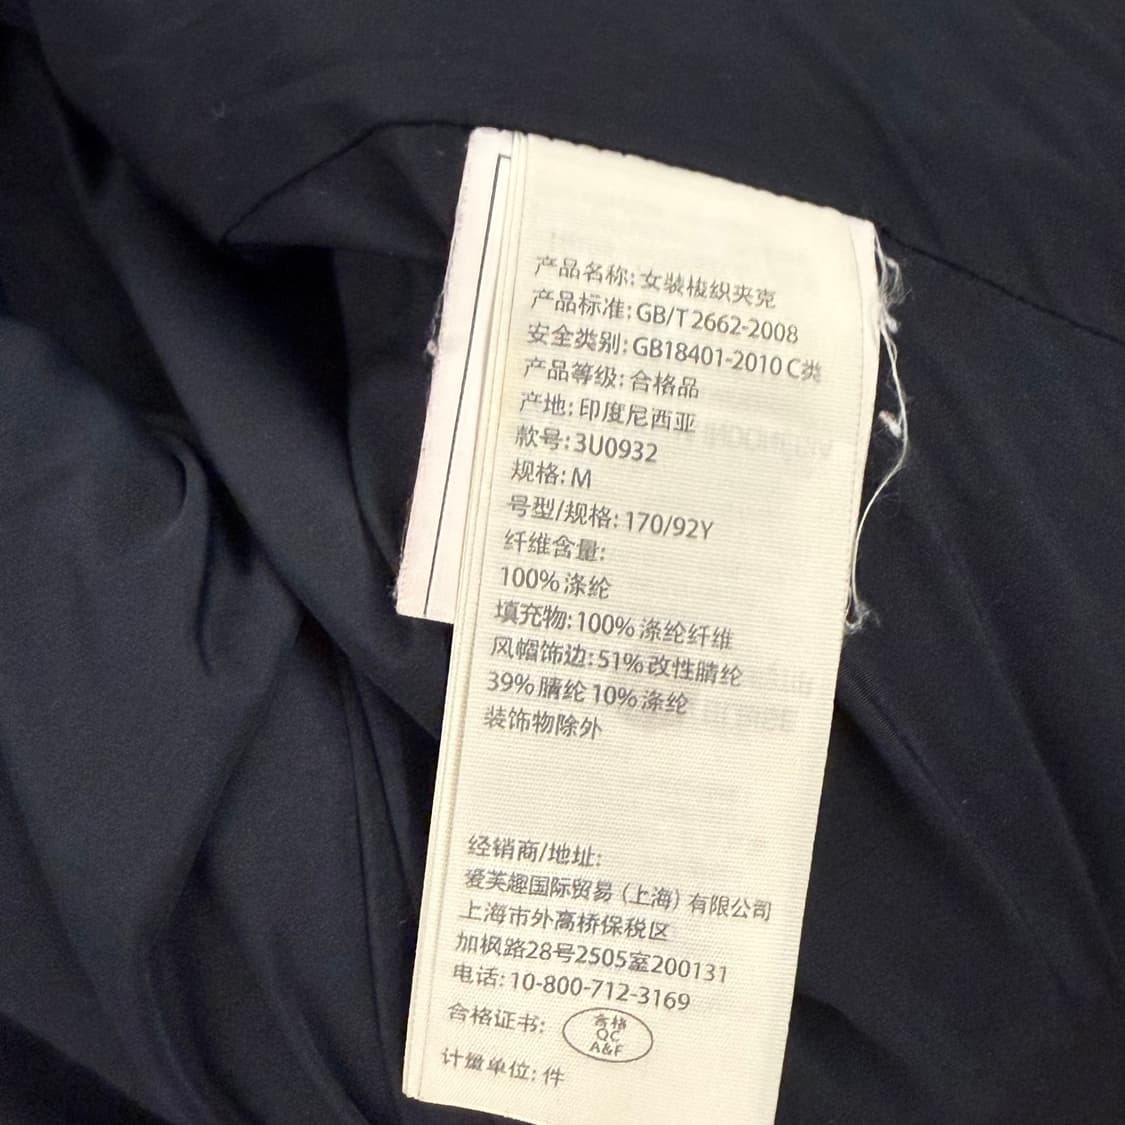 产品名称: 女装梭织夹克
产品标准: GB/T 2662-2008
安全类别: GB18401-2010 C类
产品等级: 合格品
产地: 印度尼西亚
款号: 3U0932
规格: M
号型/规格: 170/92Y
纤维含量:
100% 涤纶
填充物: 100% 涤纶纤维
风帽饰边: 51% 改性腈纶
39% 腈纶 10% 涤纶
装饰物除外
经销商/地址:
爱芙趣国际贸易 (上海) 有限公司
上海市外高桥保税区
加枫路28号2505室200131
电话: 10-800-712-3169
合格证书:
合格
QC
A&F
计量单位: 件